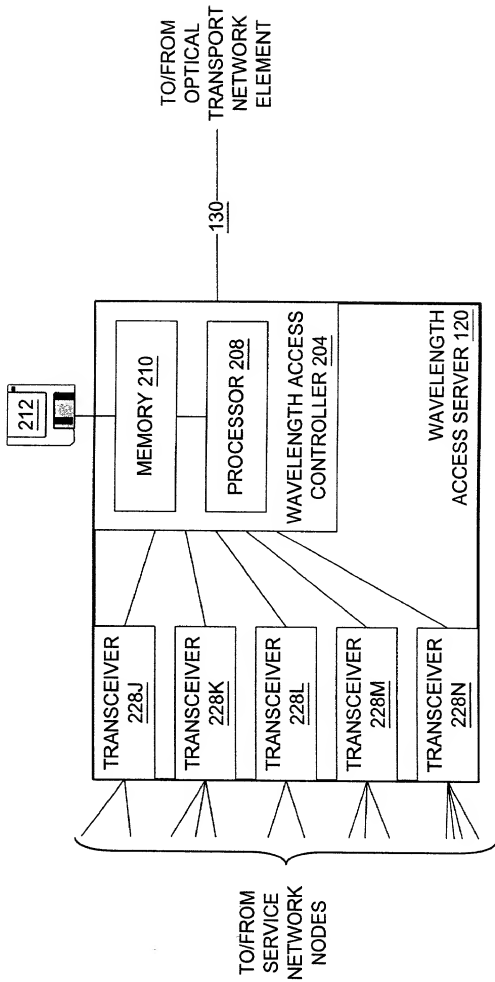 TO/FROM
SERVICE
NETWORK
NODES
TRANSCEIVER
228J
TRANSCEIVER
228K
TRANSCEIVER
228L
TRANSCEIVER
228M
TRANSCEIVER
228N
212
MEMORY 210
PROCESSOR 208
WAVELENGTH ACCESS
CONTROLLER 204
WAVELENGTH
ACCESS SERVER 120
130
TO/FROM
OPTICAL
TRANSPORT
NETWORK
ELEMENT